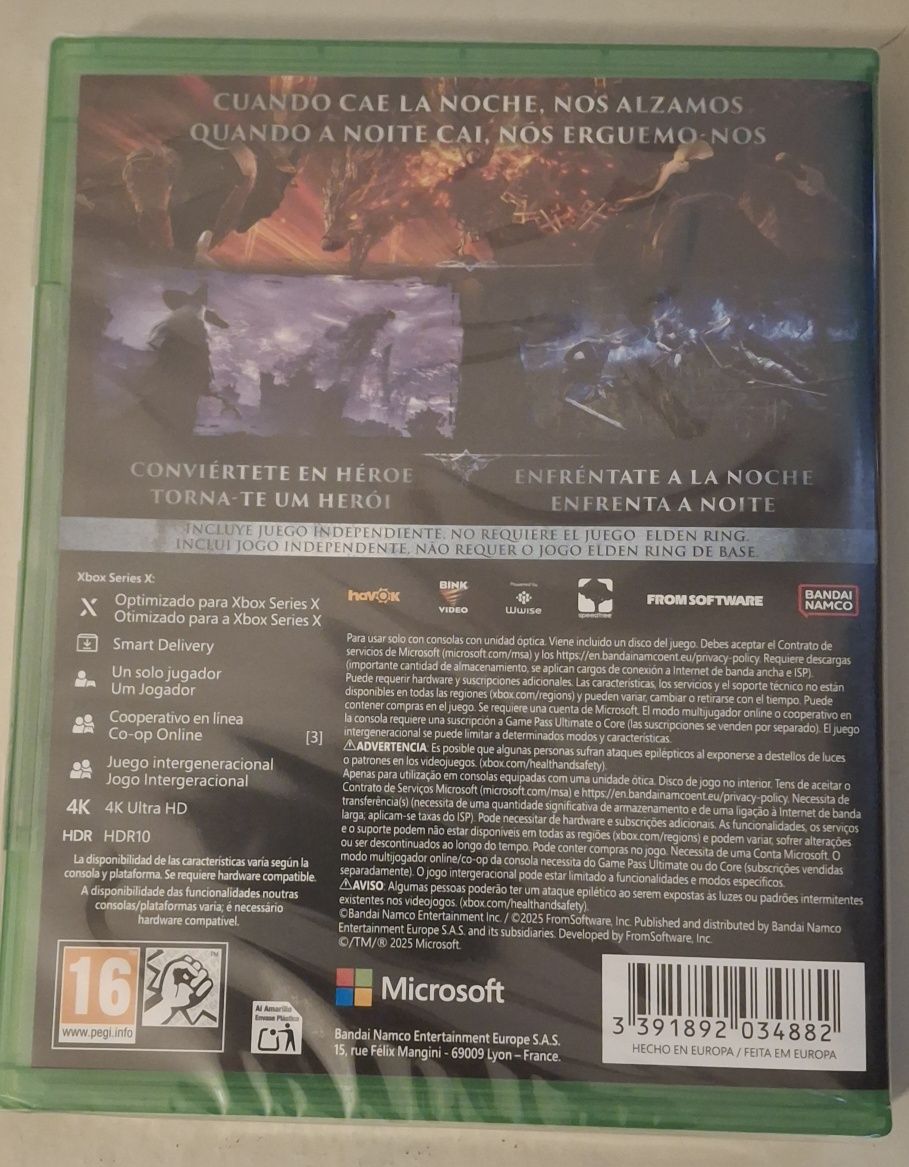 CUANDO CAE LA NOCHE, NOS ALZAMOS
QUANDO A NOITE CAI, NÓS ERGUEMO-NOS
CONVIÉRTETE EN HÉROE
TORNA-TE UM HERÓI
ENFRÉNTATE A LA NOCHE
ENFRENTA A NOITE
INCLUYE JUEGO INDEPENDIENTE. NO REQUIERE EL JUEGO ELDEN RING.
INCLUI JOGO INDEPENDENTE, NÃO REQUER O JOGO ELDEN RING DE BASE.
Xbox Series X:
X Optimizado para Xbox Series X
Otimizado para a Xbox Series X
Smart Delivery
Un solo jugador
Um Jogador
Cooperativo en línea
Co-op Online [3]
Juego intergeneracional
Jogo Intergeracional
4K 4K Ultra HD
HDR HDR10
La disponibilidad de las características varía según la
consola y plataforma. Se requiere hardware compatible.
A disponibilidade das funcionalidades noutras
consolas/plataformas varia; é necessário
hardware compatível.
havok
BINK
VIDEO
Powered by
Wwise
speedtree
FROMSOFTWARE
BANDAI
NAMCO
Para usar solo con consolas con unidad óptica. Viene incluido un disco del juego. Debes aceptar el Contrato de
servicios de Microsoft (microsoft.com/msa) y los https://en.bandainamcoent.eu/privacy-policy. Requiere descargas
(importante cantidad de almacenamiento, se aplican cargos de conexión a Internet de banda ancha e ISP).
Puede requerir hardware y suscripciones adicionales. Las características, los servicios y el soporte técnico no están
disponibles en todas las regiones (xbox.com/regions) y pueden variar, cambiar o retirarse con el tiempo. Puede
contener compras en el juego. Se requiere una cuenta de Microsoft. El modo multijugador online o cooperativo en
la consola requiere una suscripción a Game Pass Ultimate o Core (las suscripciones se venden por separado). El juego
intergeneracional se puede limitar a determinados modos y características.
⚠ADVERTENCIA: Es posible que algunas personas sufran ataques epilépticos al exponerse a destellos de luces
o patrones en los videojuegos. (xbox.com/healthandsafety).
Apenas para utilização em consolas equipadas com uma unidade ótica. Disco de jogo no interior. Tens de aceitar o
Contrato de Serviços Microsoft (microsoft.com/msa) e https://en.bandainamcoent.eu/privacy-policy. Necessita de
transferência(s) (necessita de uma quantidade significativa de armazenamento e de uma ligação à Internet de banda
larga, aplicam-se taxas do ISP). Pode necessitar de hardware e subscrições adicionais. As funcionalidades, os serviços
e o suporte podem não estar disponíveis em todas as regiões (xbox.com/regions) e podem variar, sofrer alterações
ou ser descontinuados ao longo do tempo. Pode conter compras no jogo. Necessita de uma Conta Microsoft. O
modo multijogador online/co-op da consola necessita do Game Pass Ultimate ou do Core (subscrições vendidas
separadamente). O jogo intergeracional pode estar limitado a funcionalidades e modos específicos.
⚠AVISO: Algumas pessoas poderão ter um ataque epilético ao serem expostas às luzes ou padrões intermitentes
existentes nos videojogos. (xbox.com/healthandsafety).
©Bandai Namco Entertainment Inc. / ©2025 FromSoftware, Inc. Published and distributed by Bandai Namco
Entertainment Europe S.A.S. and its subsidiaries. Developed by FromSoftware, Inc.
©/TM/® 2025 Microsoft.
16
www.pegi.info
TM
Al Amarillo
Envase Plástico
Microsoft
Bandai Namco Entertainment Europe S.A.S.
15, rue Félix Mangini - 69009 Lyon – France.
3 391892 034882
HECHO EN EUROPA / FEITA EM EUROPA